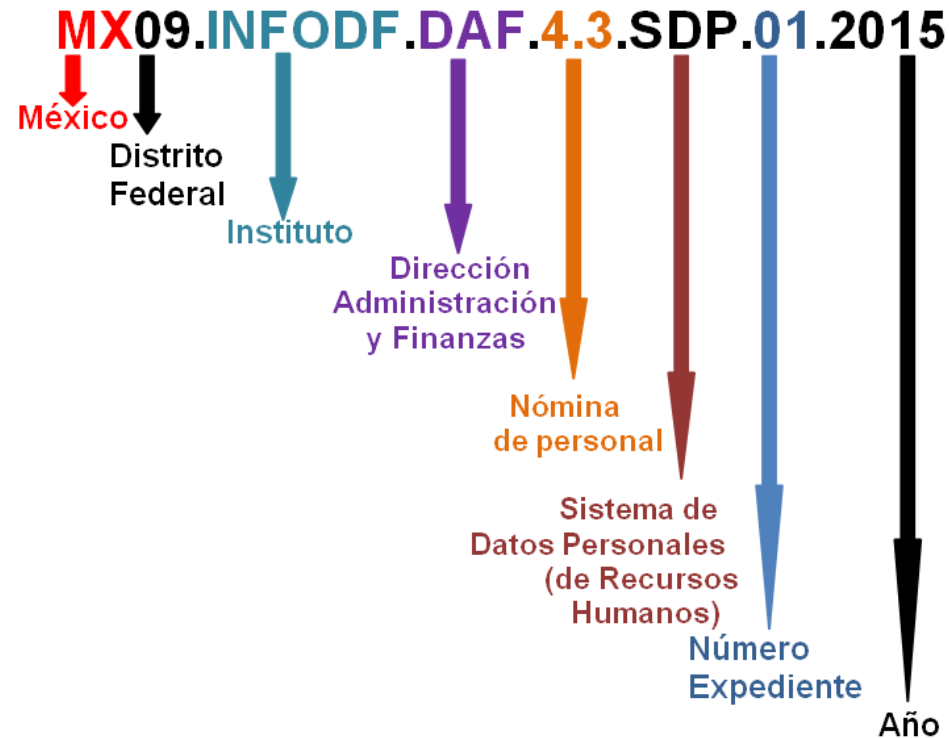 MX09.INFODF.DAF.4.3.SDP.01.2015
México
Distrito
Federal
Instituto
Dirección
Administración
y Finanzas
Nómina
de personal
Sistema de
Datos Personales
(de Recursos
Humanos)
Número
Expediente
Año